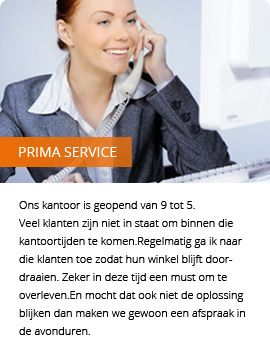 PRIMA SERVICE
Ons kantoor is geopend van 9 tot 5.
Veel klanten zijn niet in staat om binnen die
kantoortijden te komen.Regelmatig ga ik naar
die klanten toe zodat hun winkel blijft door-
draaien. Zeker in deze tijd een must om te
overleven.En mocht dat ook niet de oplossing
blijken dan maken we gewoon een afspraak in
de avonduren.